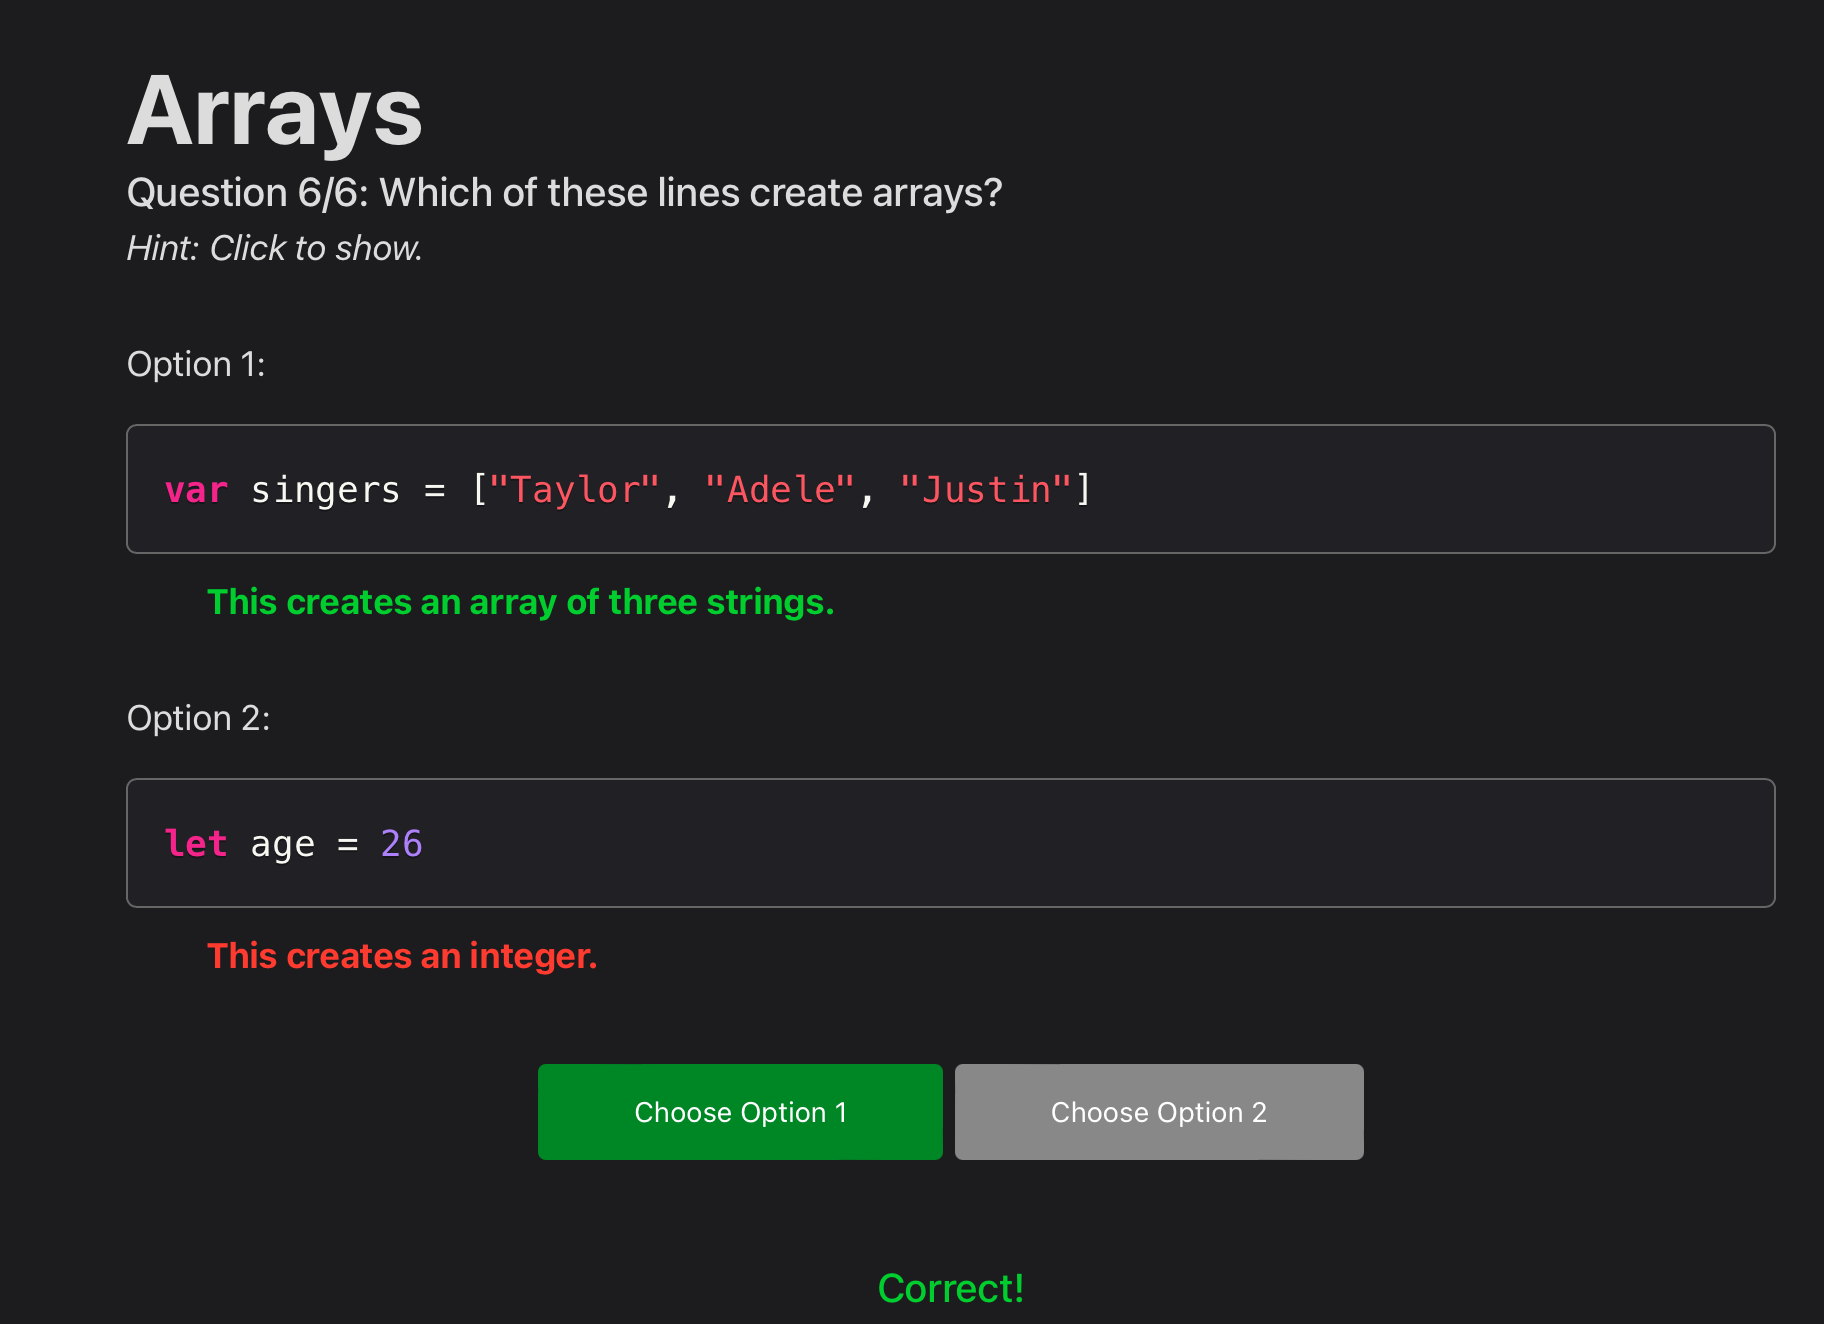 Arrays
Question 6/6: Which of these lines create arrays?
Hint: Click to show.
Option 1:
var singers = ["Taylor", "Adele", "Justin"]
This creates an array of three strings.
Option 2:
let age = 26
This creates an integer.
Choose Option 1
Choose Option 2
Correct!